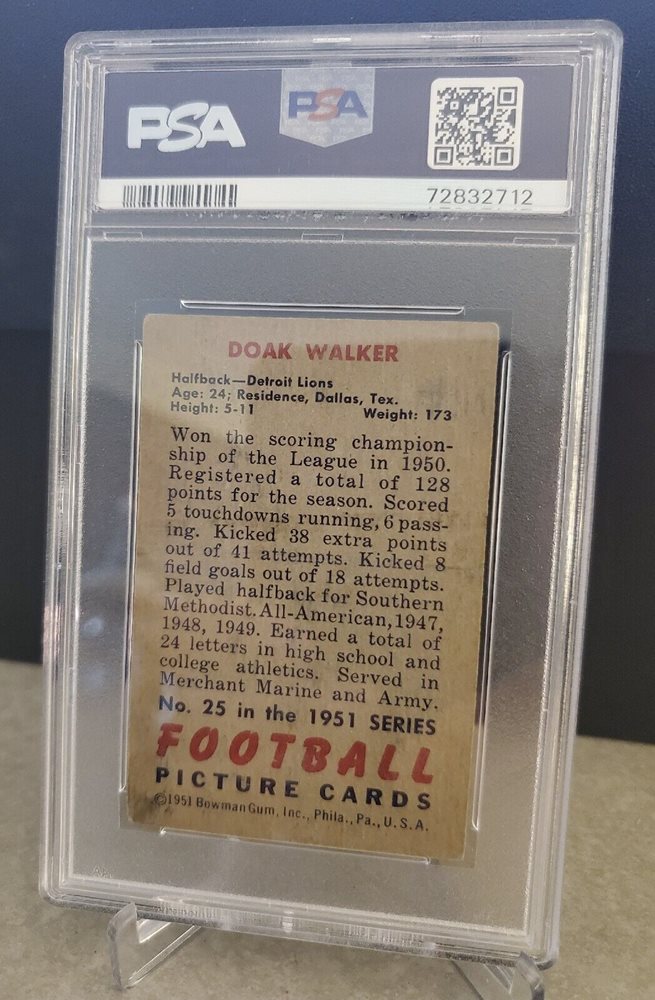 PSA
PSA
72832712
DOAK WALKER
Halfback—Detroit Lions
Age: 24; Residence, Dallas, Tex.
Height: 5-11 Weight: 173
Won the scoring champion-
ship of the League in 1950.
Registered a total of 128
points for the season. Scored
5 touchdowns running, 6 pass-
ing. Kicked 38 extra points
out of 41 attempts. Kicked 8
field goals out of 18 attempts.
Played halfback for Southern
Methodist. All-American, 1947,
1948, 1949. Earned a total of
24 letters in high school and
college athletics. Served in
Merchant Marine and Army.
No. 25 in the 1951 SERIES
FOOTBALL
PICTURE CARDS
©1951 Bowman Gum, Inc., Phila., Pa., U.S.A.